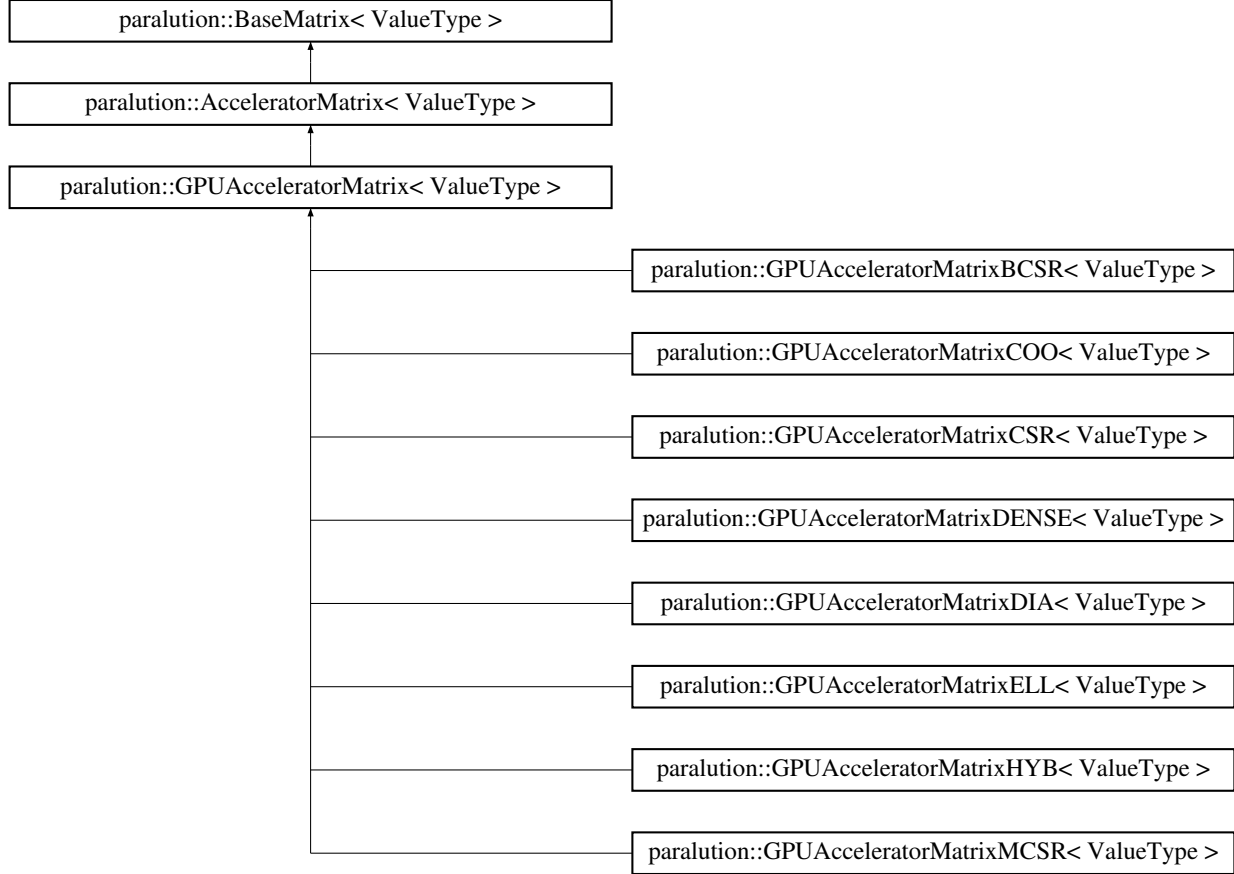 paralution::BaseMatrix< ValueType >
paralution::AcceleratorMatrix< ValueType >
paralution::GPUAcceleratorMatrix< ValueType >
paralution::GPUAcceleratorMatrixBCSR< ValueType >
paralution::GPUAcceleratorMatrixCOO< ValueType >
paralution::GPUAcceleratorMatrixCSR< ValueType >
paralution::GPUAcceleratorMatrixDENSE< ValueType >
paralution::GPUAcceleratorMatrixDIA< ValueType >
paralution::GPUAcceleratorMatrixELL< ValueType >
paralution::GPUAcceleratorMatrixHYB< ValueType >
paralution::GPUAcceleratorMatrixMCSR< ValueType >